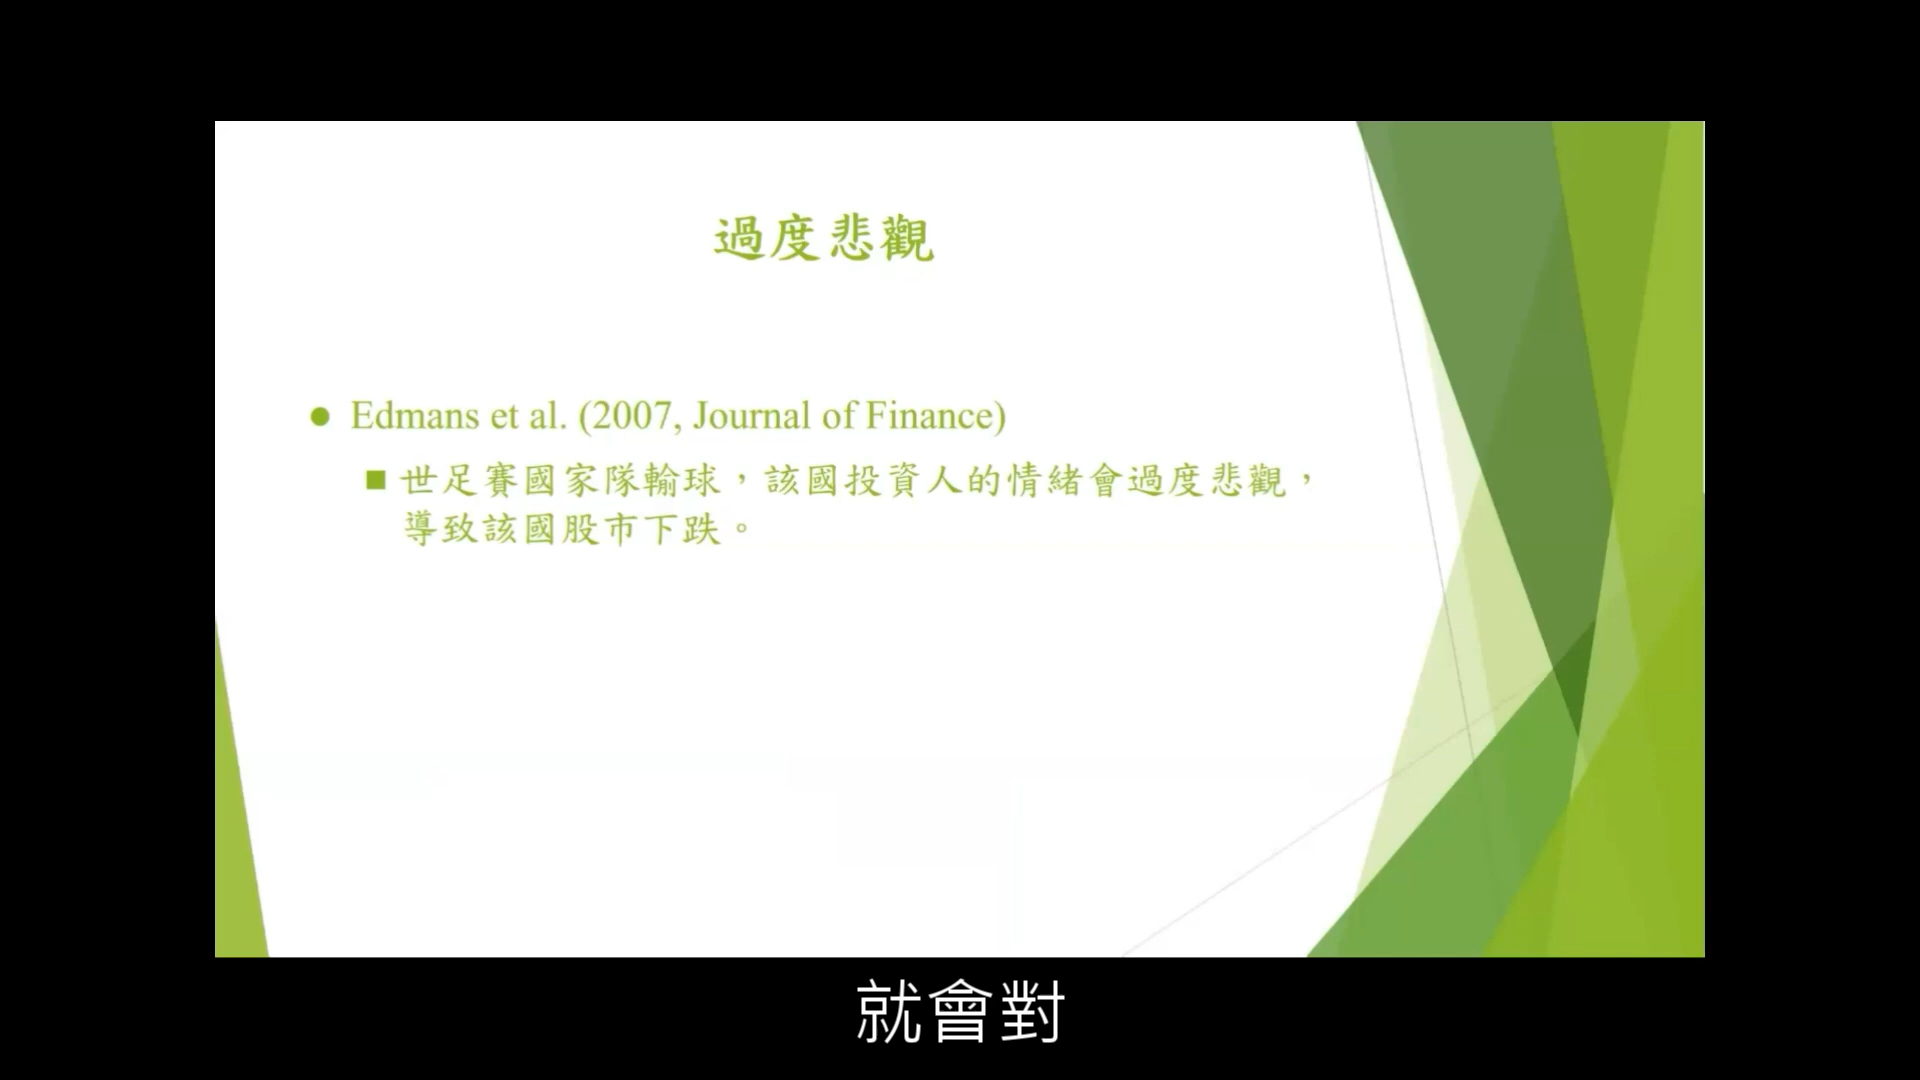 過度悲觀
● Edmans et al. (2007, Journal of Finance)
■ 世足賽國家隊輸球，該國投資人的情緒會過度悲觀，
導致該國股市下跌。
就會對